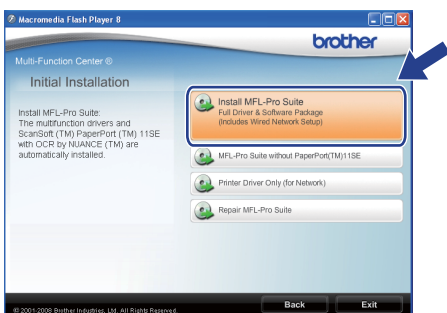 Macromedia Flash Player 8
brother
Multi-Function Center ®
Initial Installation
Install MFL-Pro Suite:
The multifunction drivers and
ScanSoft (TM) PaperPort (TM) 11SE
with OCR by NUANCE (TM) are
automatically installed.
Install MFL-Pro Suite
Full Driver & Software Package
(Includes Wired Network Setup)
MFL-Pro Suite without PaperPort(TM)11SE
Printer Driver Only (for Network)
Repair MFL-Pro Suite
© 2001-2008 Brother Industries, Ltd. All Rights Reserved.
Back
Exit